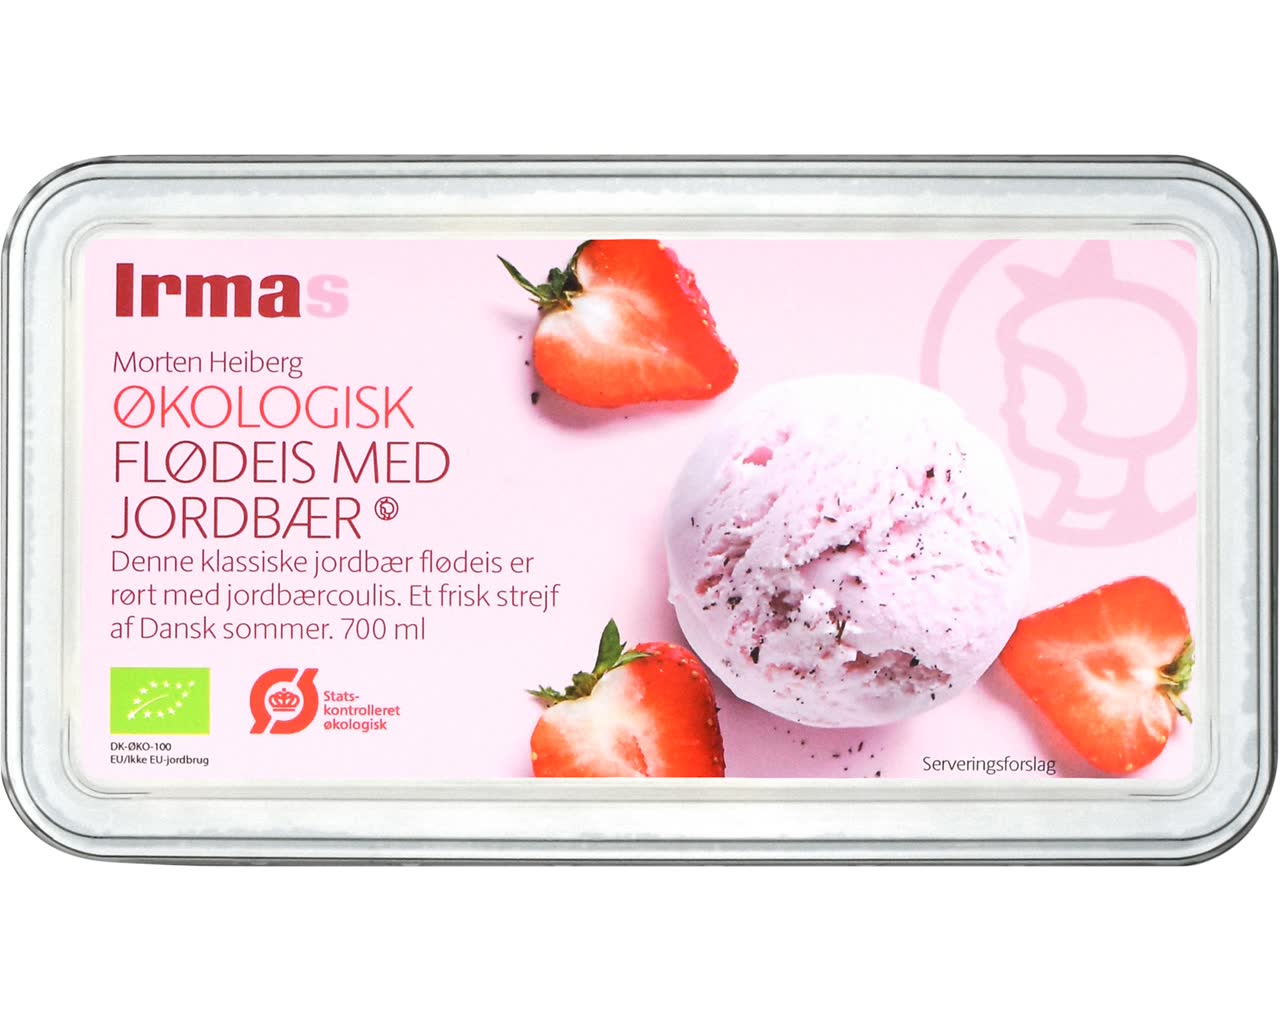 Irmas
Morten Heiberg
ØKOLOGISK
FLØDEIS MED
JORDBÆR
Denne klassiske jordbær flødeis er
rørt med jordbærcoulis. Et frisk strejf
af Dansk sommer. 700 ml
Stats-
kontrolleret
økologisk
DK-ØKO-100
EU/Ikke EU-jordbrug
Serveringsforslag